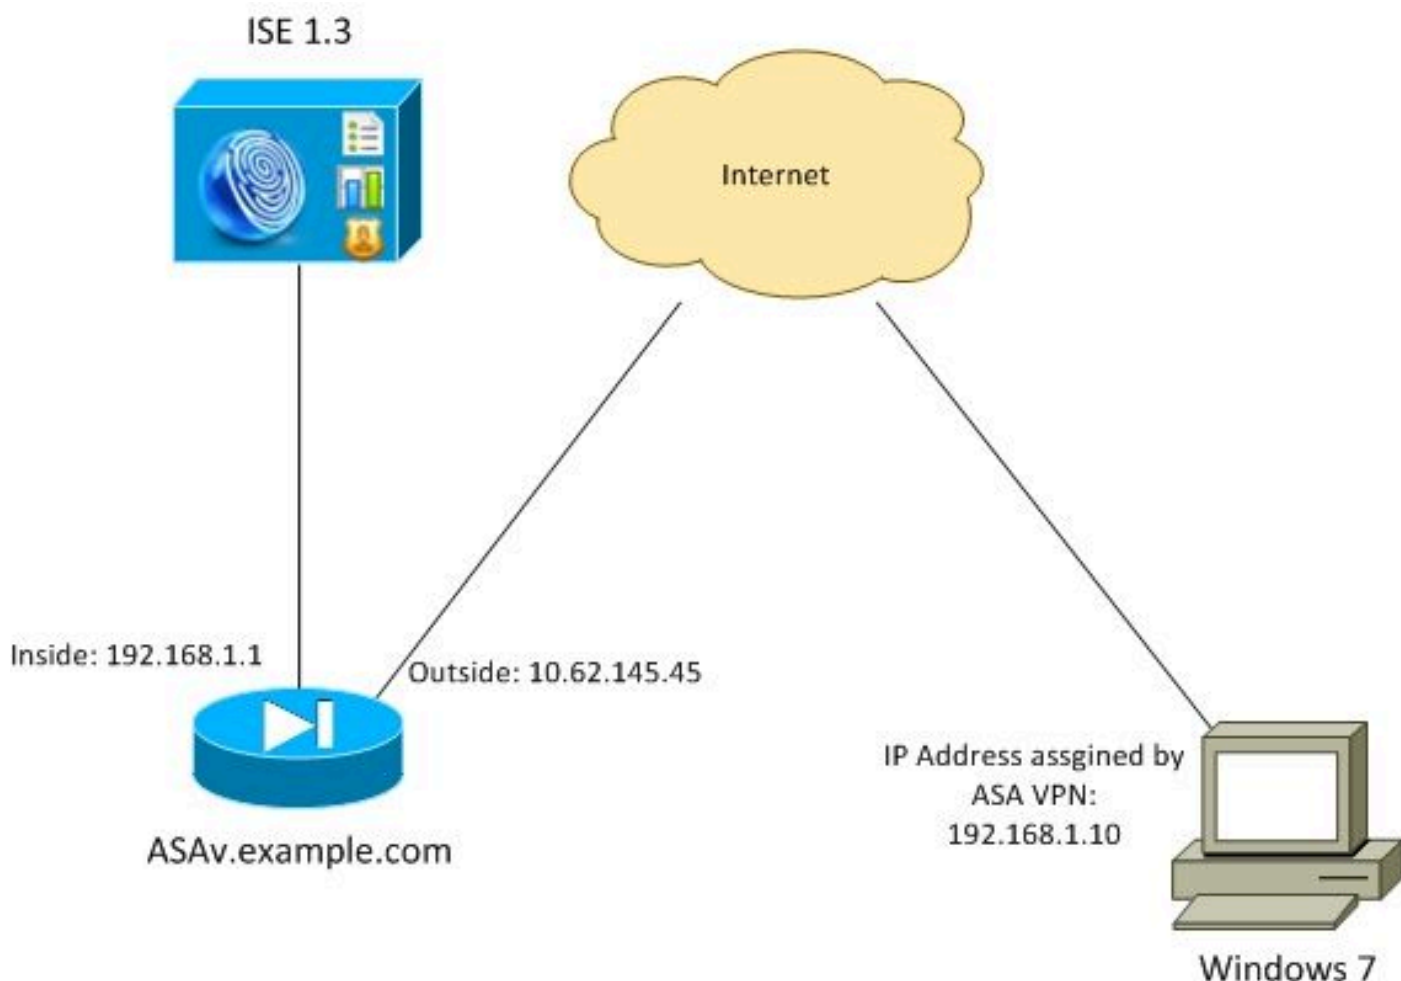 ISE 1.3
Internet
Inside: 192.168.1.1
Outside: 10.62.145.45
IP Address assgined by
ASA VPN:
192.168.1.10
ASAv.example.com
Windows 7